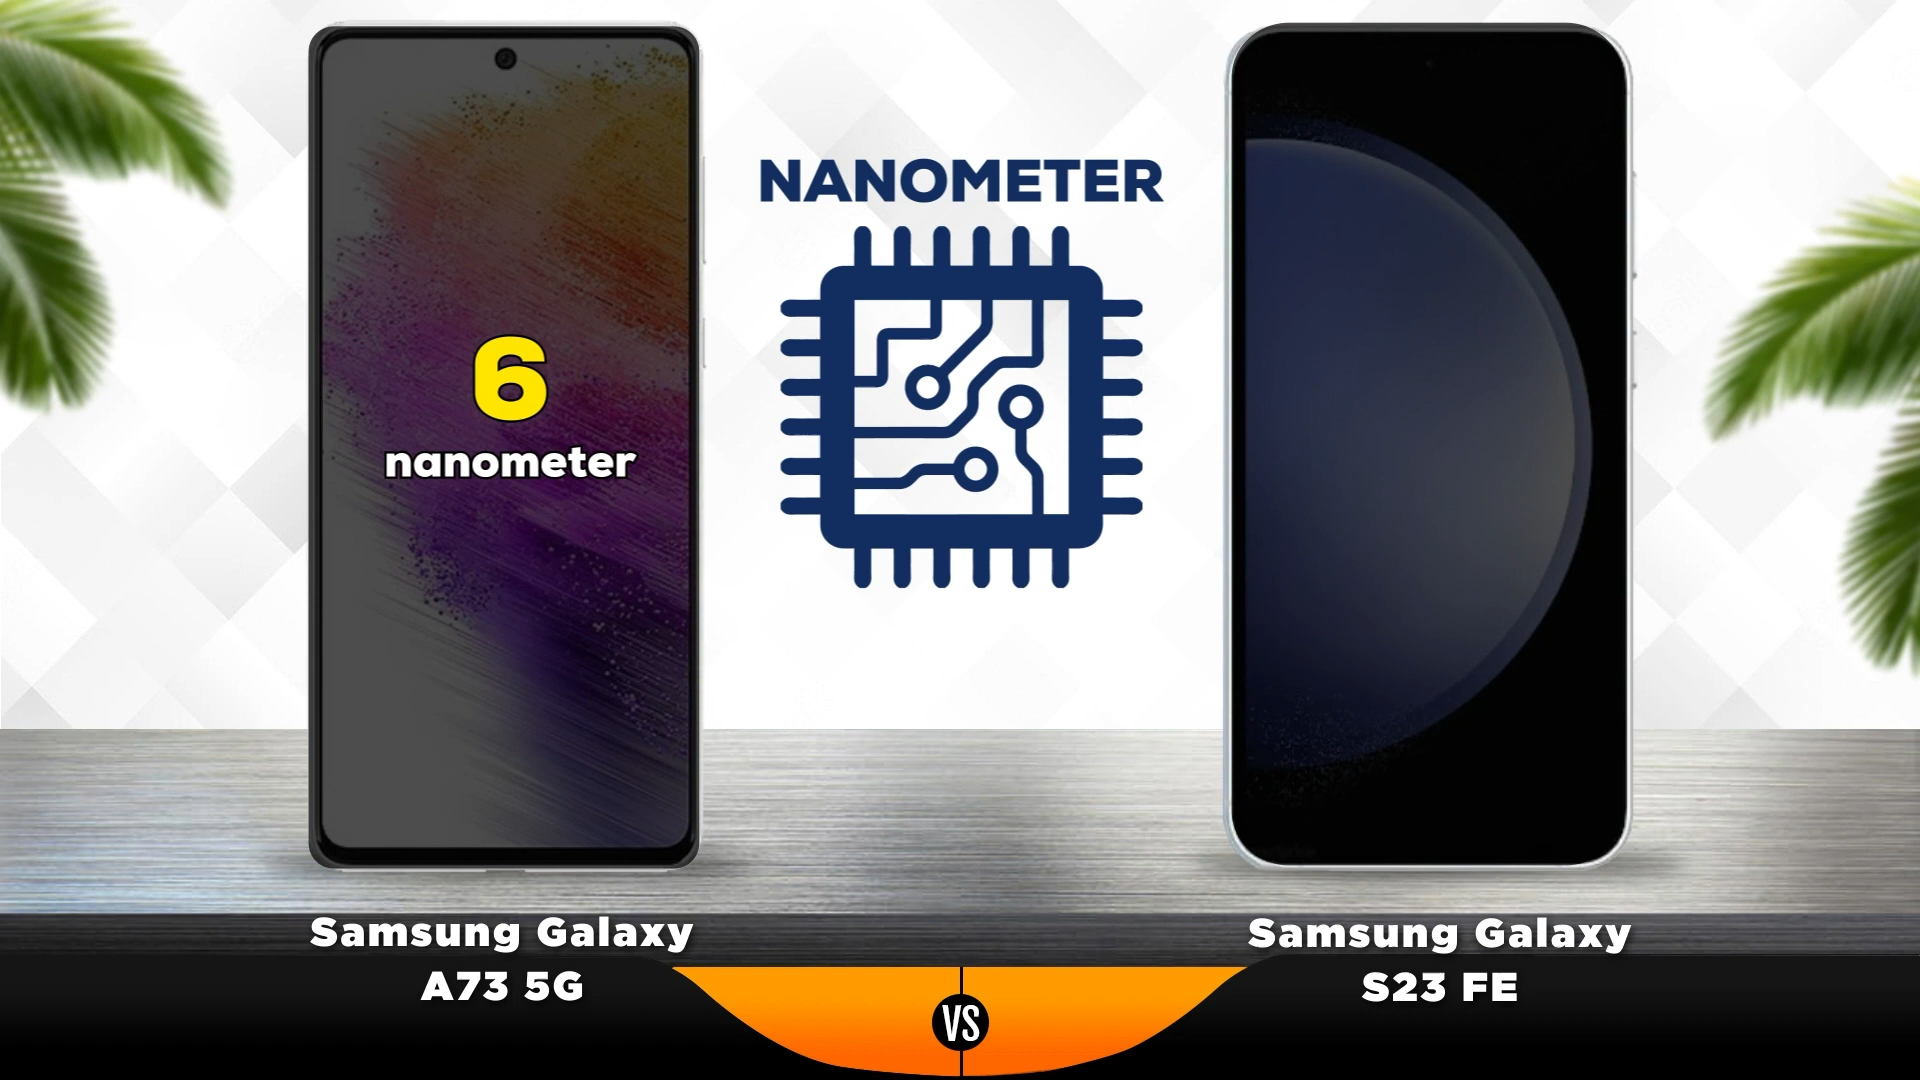 NANOMETER
6
nanometer
Samsung Galaxy
A73 5G
VS
Samsung Galaxy
S23 FE